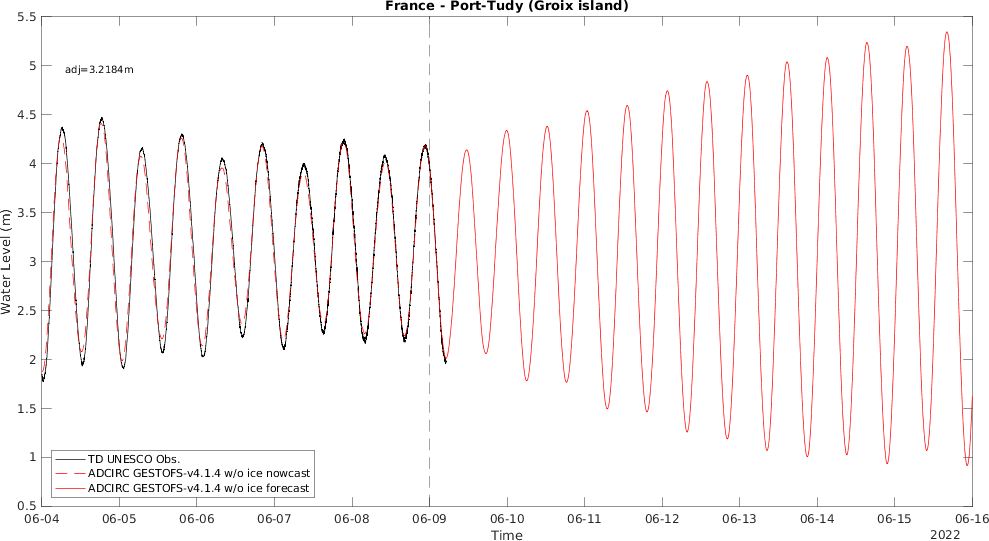 France - Port-Tudy (Groix island)
adj=3.2184m
Water Level (m)
5.5
5
4.5
4
3.5
3
2.5
2
1.5
1
0.5
TD UNESCO Obs.
ADCIRC GESTOFS-v4.1.4 w/o ice nowcast
ADCIRC GESTOFS-v4.1.4 w/o ice forecast
06-04 06-05 06-06 06-07 06-08 06-09 06-10 06-11 06-12 06-13 06-14 06-15 06-16
Time
2022